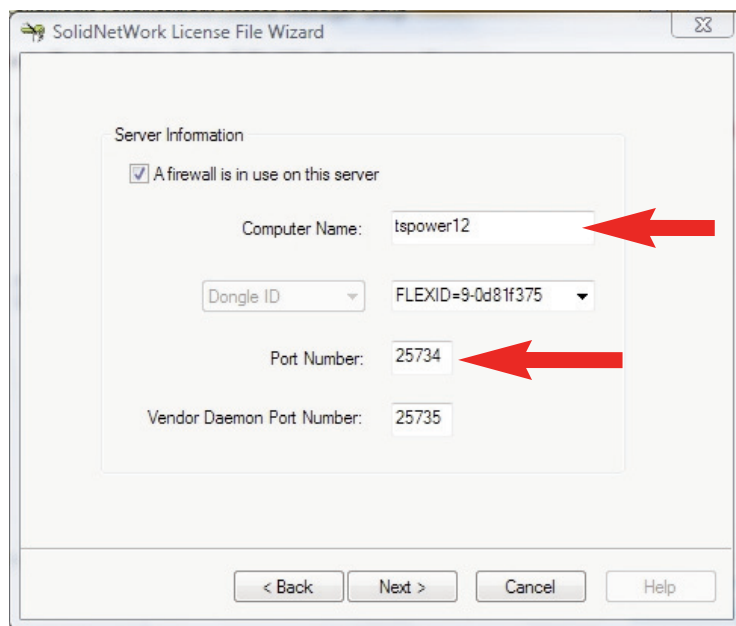 SolidNetWork License File Wizard
Server Information
A firewall is in use on this server
Computer Name: tspower12
Dongle ID FLEXID=9-0d81f375
Port Number: 25734
Vendor Daemon Port Number: 25735
< Back Next > Cancel Help